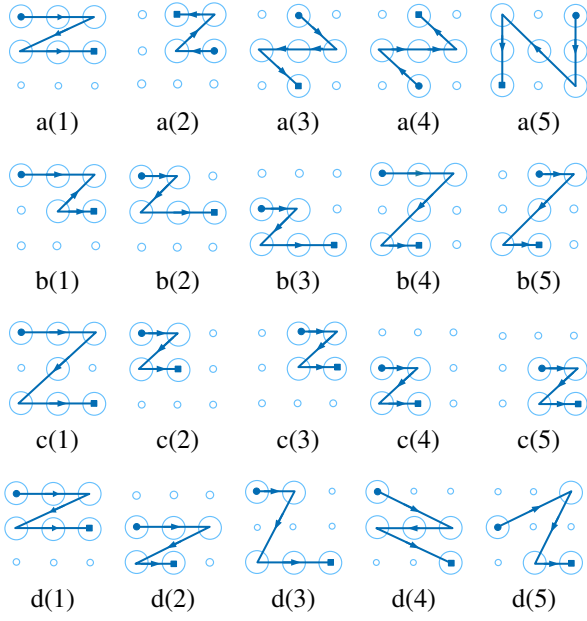 a(1) a(2) a(3) a(4) a(5)
b(1) b(2) b(3) b(4) b(5)
c(1) c(2) c(3) c(4) c(5)
d(1) d(2) d(3) d(4) d(5)